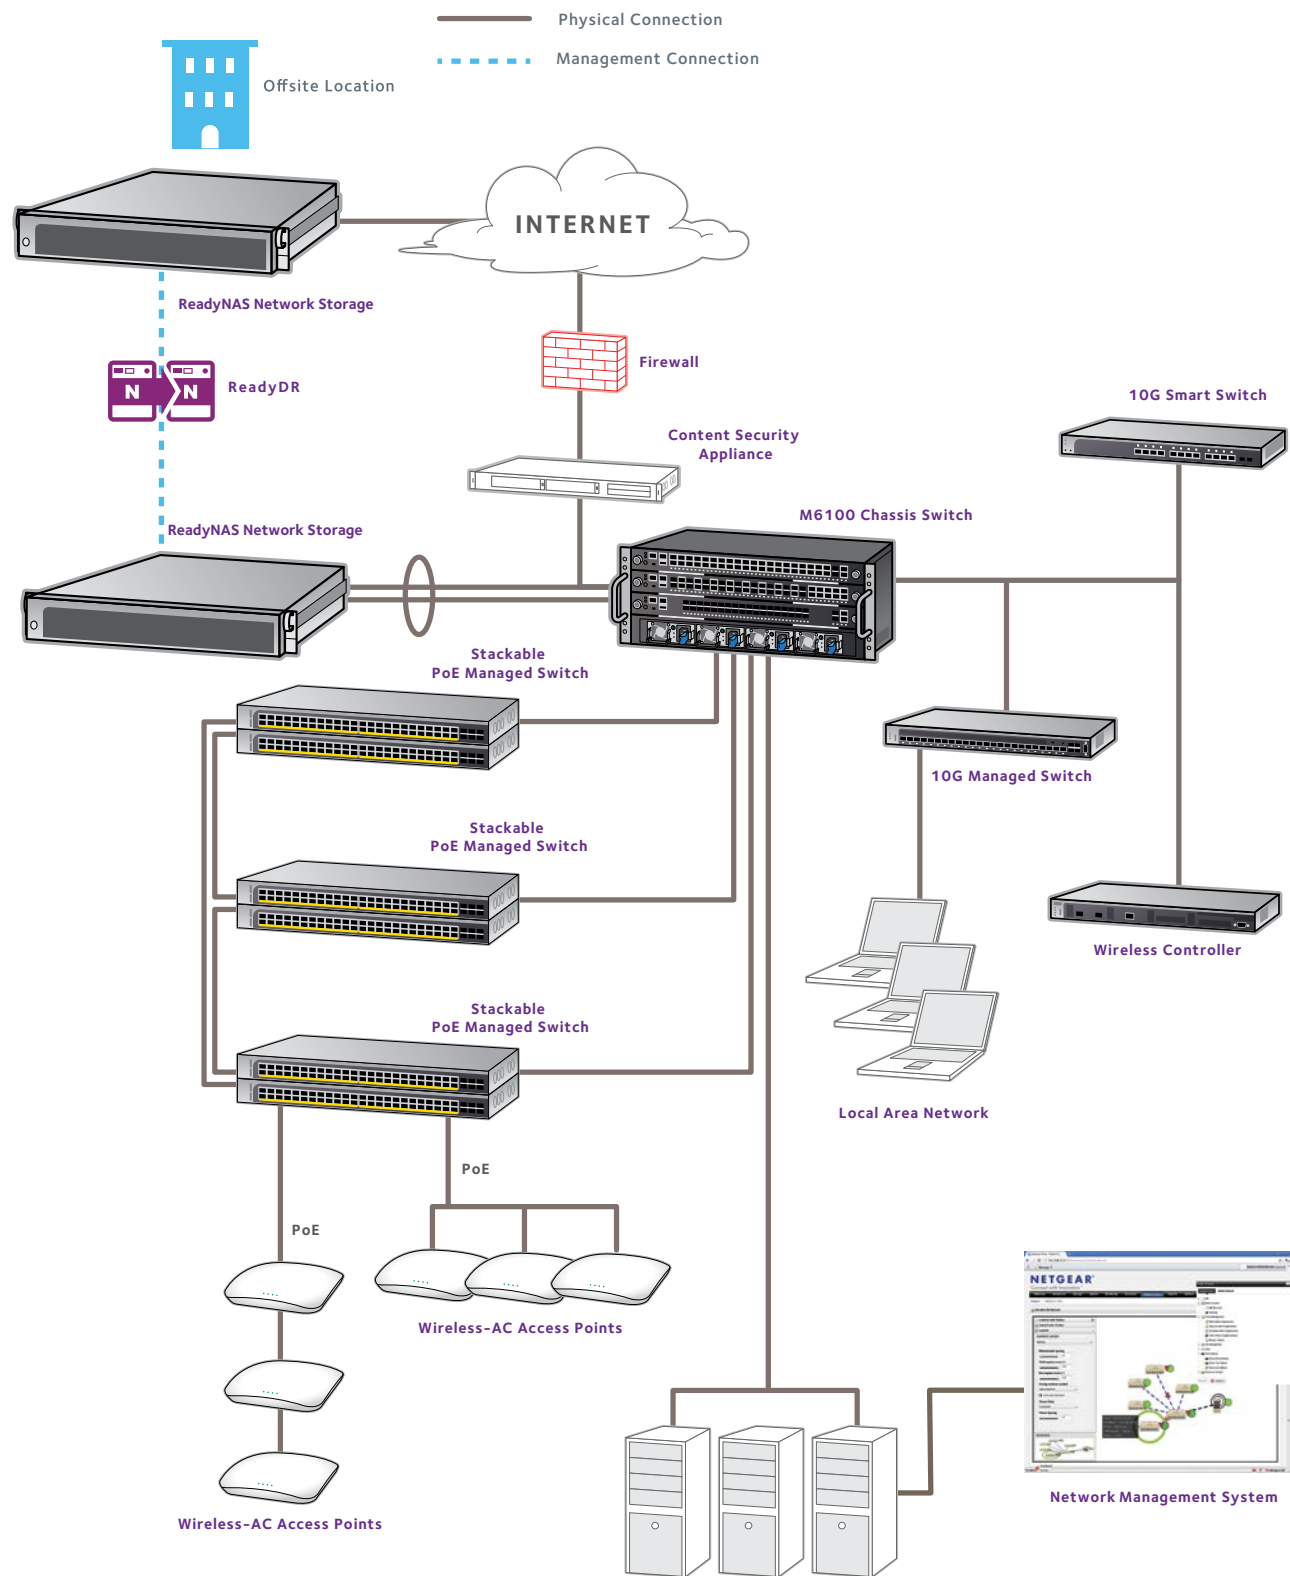 Physical Connection
Management Connection
Offsite Location
INTERNET
ReadyNAS Network Storage
Firewall
N N
ReadyDR
10G Smart Switch
Content Security
Appliance
M6100 Chassis Switch
ReadyNAS Network Storage
Stackable
PoE Managed Switch
10G Managed Switch
Stackable
PoE Managed Switch
Wireless Controller
Stackable
PoE Managed Switch
Local Area Network
PoE
PoE
NETGEAR
Wireless-AC Access Points
Network Management System
Wireless-AC Access Points